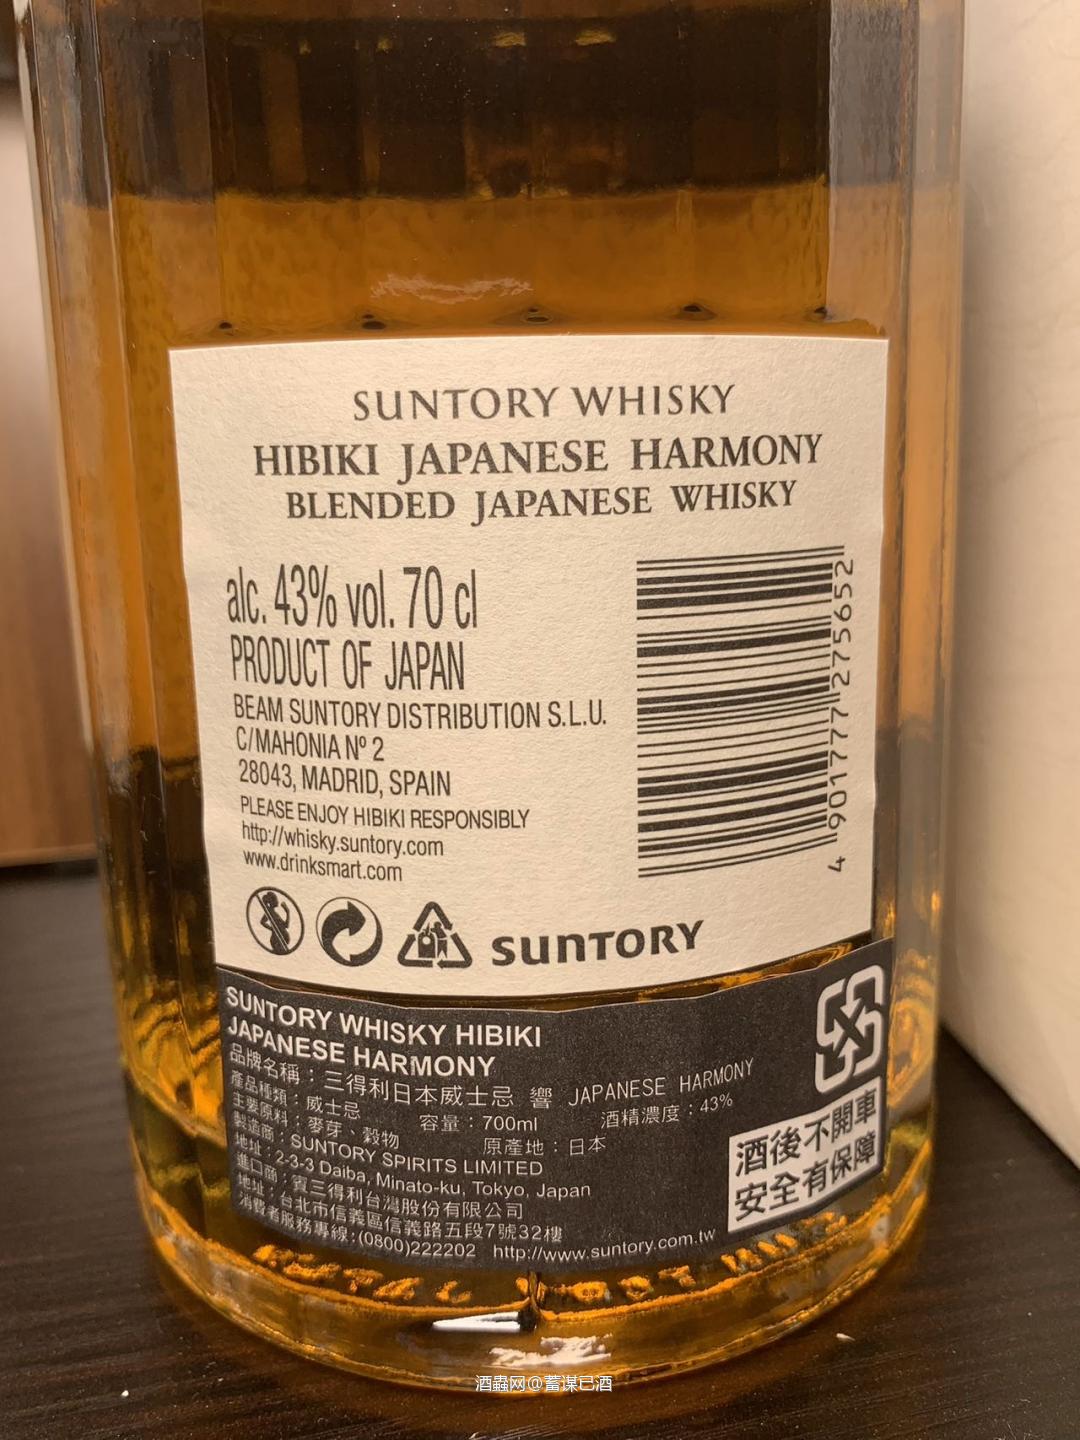 SUNTORY WHISKY
HIBIKI JAPANESE HARMONY
BLENDED JAPANESE WHISKY
alc. 43% vol. 70 cl
PRODUCT OF JAPAN
BEAM SUNTORY DISTRIBUTION S.L.U.
C/MAHONIA Nº 2
28043, MADRID, SPAIN
PLEASE ENJOY HIBIKI RESPONSIBLY
http://whisky.suntory.com
www.drinksmart.com
4 901777 275652
SUNTORY
SUNTORY WHISKY HIBIKI
JAPANESE HARMONY
品牌名稱：三得利日本威士忌 響 JAPANESE HARMONY
產品種類：威士忌 容量：700ml 酒精濃度：43%
主要原料：麥芽、穀物 原產地：日本
製造商：SUNTORY SPIRITS LIMITED
地址：2-3-3 Daiba, Minato-ku, Tokyo, Japan
進口商：賓三得利台灣股份有限公司
地址：台北市信義區信義路五段7號32樓
消費者服務專線:(0800)222202 http://www.suntory.com.tw
酒後不開車
安全有保障
酒蟲网@蓄谋已酒